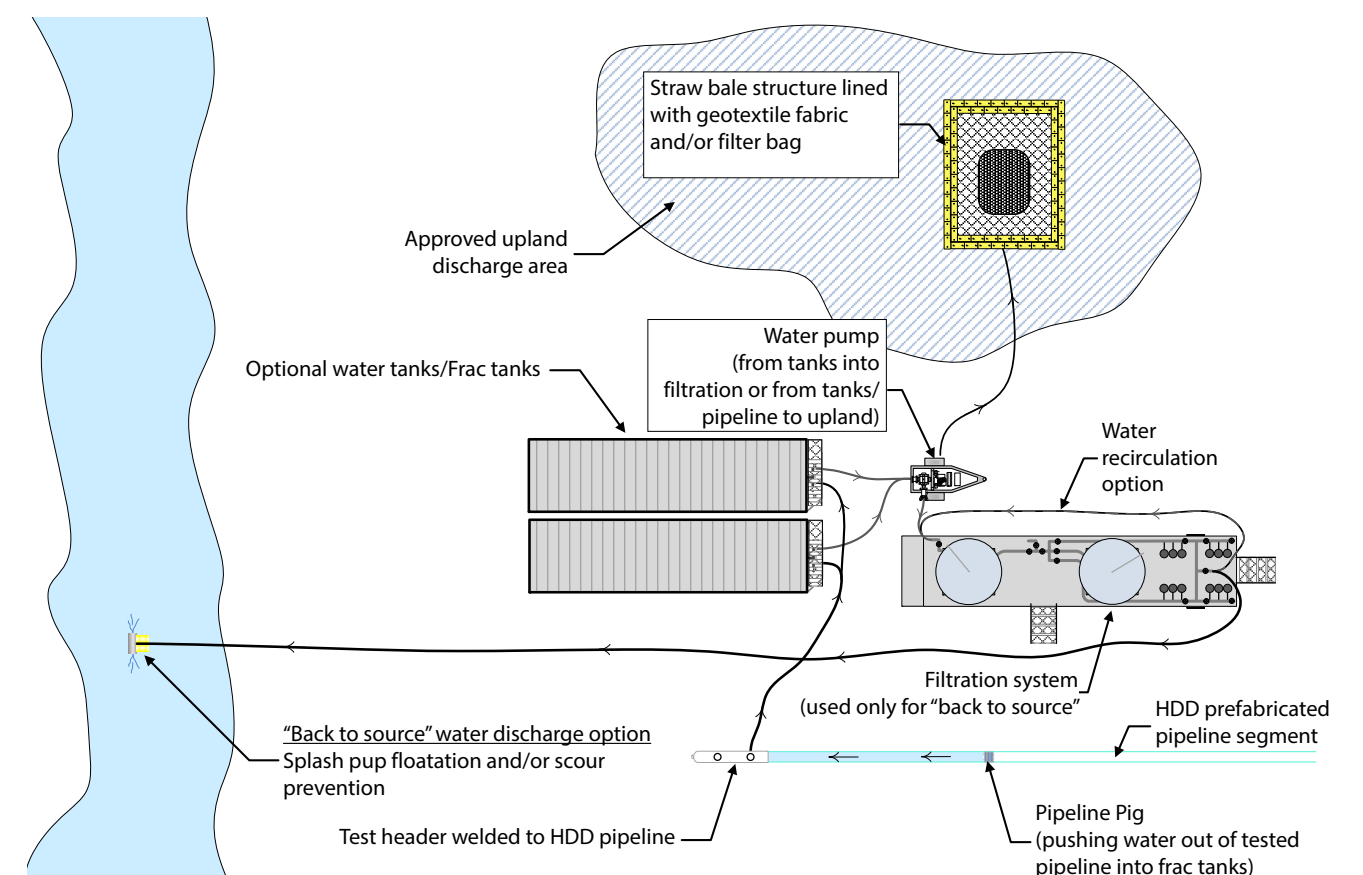 Straw bale structure lined
with geotextile fabric
and/or filter bag
Approved upland
discharge area
Water pump
(from tanks into
filtration or from tanks/
pipeline to upland)
Optional water tanks/Frac tanks
Water
recirculation
option
Filtration system
(used only for “back to source”
HDD prefabricated
pipeline segment
“Back to source” water discharge option
Splash pup floatation and/or scour
prevention
Test header welded to HDD pipeline
Pipeline Pig
(pushing water out of tested
pipeline into frac tanks)